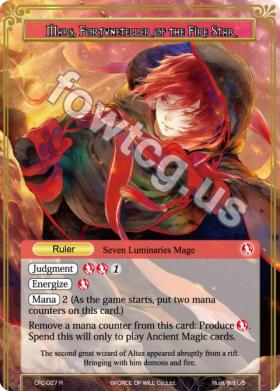 Mars, Fortuneteller of the Fire Star
fowtcg.us
Ruler
Seven Luminaries Mage
Judgment 1
Energize
Mana 2 (As the game starts, put two mana
counters on this card.)
Remove a mana counter from this card: Produce .
Spend this will only to play Ancient Magic cards.
The second great wizard of Altea appeared abruptly from a rift.
Bringing with him demons and fire.
CFC-027 R
©FORCE OF WILL Co.,Ltd.